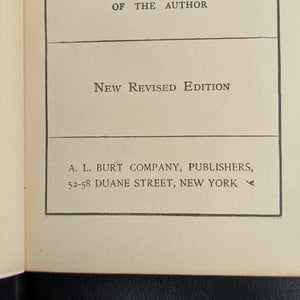 OF THE AUTHOR
New Revised Edition
A. L. BURT COMPANY, PUBLISHERS,
52-58 DUANE STREET, NEW YORK